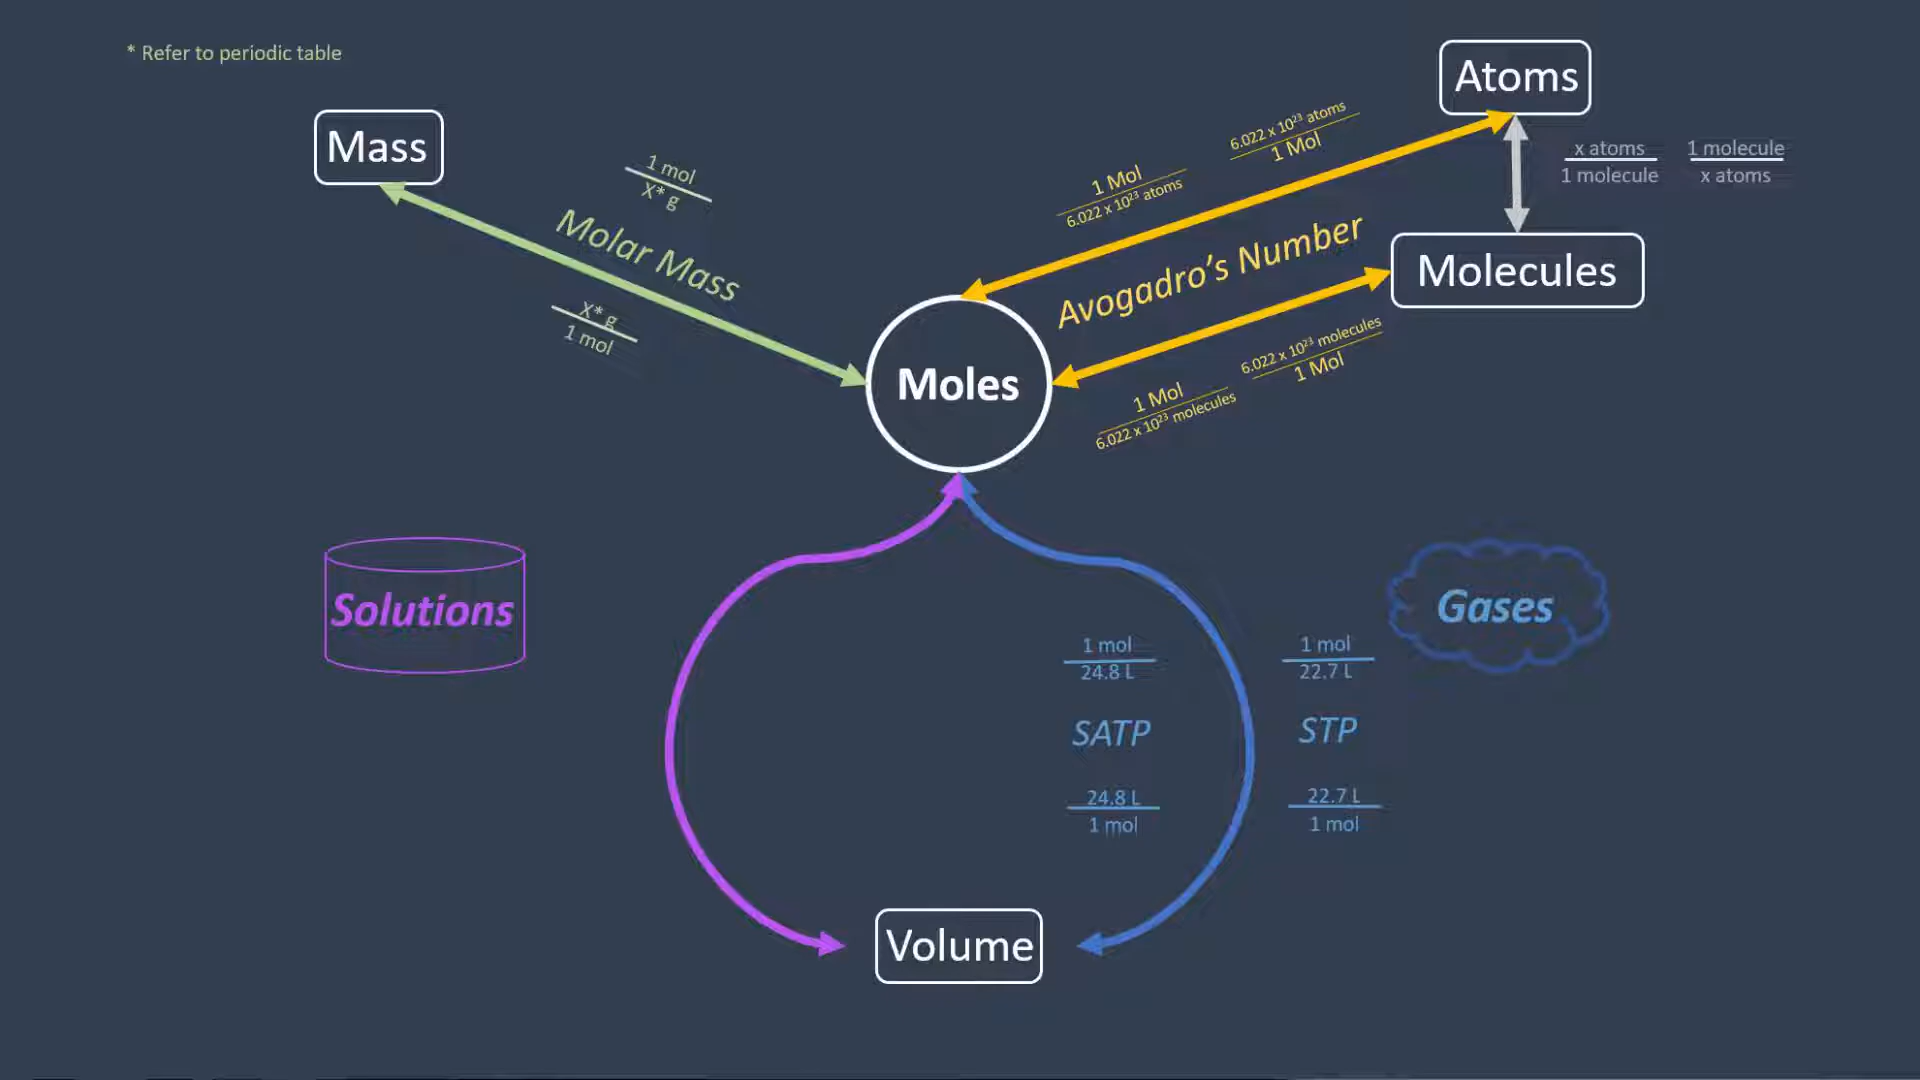 * Refer to periodic table
Mass
1 mol
X* g
Molar Mass
X* g
1 mol
Atoms
6.022 x 10²³ atoms
1 Mol
1 Mol
6.022 x 10²³ atoms
x atoms
1 molecule
1 molecule
x atoms
Avogadro's Number
Molecules
6.022 x 10²³ molecules
1 Mol
1 Mol
6.022 x 10²³ molecules
Moles
Solutions
Gases
1 mol
24.8 L
SATP
24.8 L
1 mol
1 mol
22.7 L
STP
22.7 L
1 mol
Volume